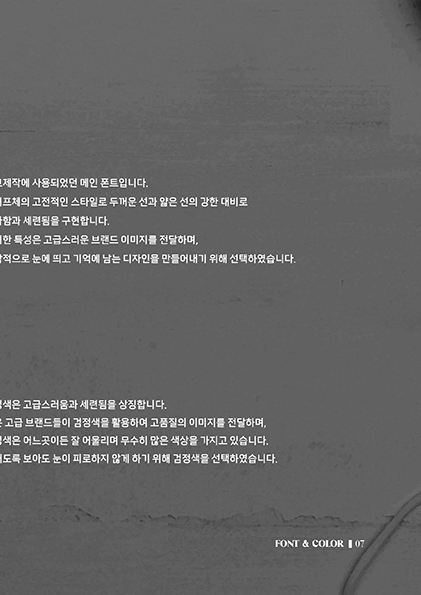 제작에 사용되었던 메인 폰트입니다.
프체의 고전적인 스타일로 두꺼운 선과 얇은 선의 강한 대비로
함과 세련됨을 구현합니다.
한 특성은 고급스러운 브랜드 이미지를 전달하며,
적으로 눈에 띄고 기억에 남는 디자인을 만들어내기 위해 선택하였습니다.
색은 고급스러움과 세련됨을 상징합니다.
고급 브랜드들이 검정색을 활용하여 고품질의 이미지를 전달하며,
색은 어느곳이든 잘 어울리며 무수히 많은 색상을 가지고 있습니다.
도록 보아도 눈이 피로하지 않게 하기 위해 검정색을 선택하였습니다.
FONT & COLOR 07